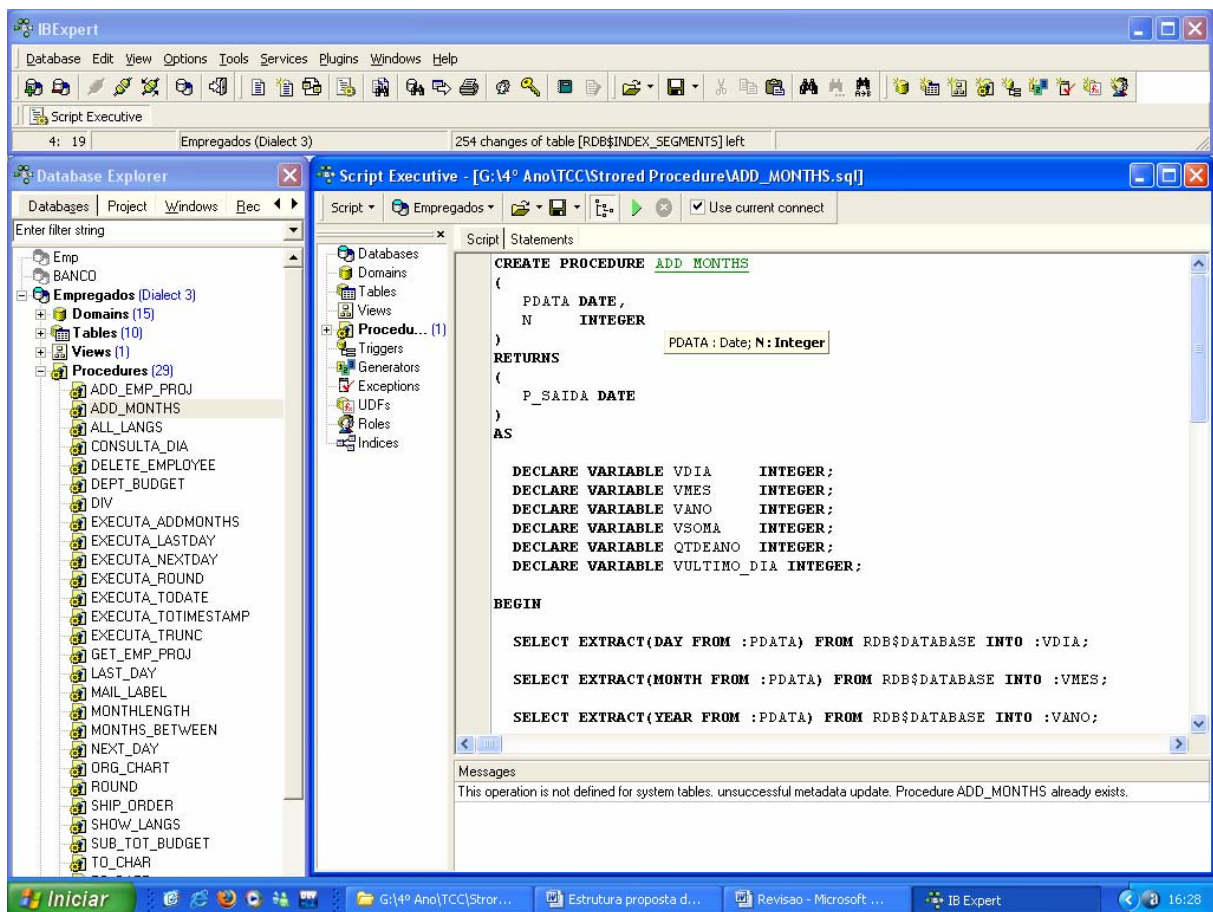 IBExpert
Database Edit View Options Tools Services Plugins Windows Help
Script Executive
4: 19 Empregados (Dialect 3) 254 changes of table [RDB$INDEX_SEGMENTS] left
Database Explorer
Databases Project Windows Rec
Enter filter string
Emp
BANCO
Empregados (Dialect 3)
Domains (15)
Tables (10)
Views (1)
Procedures (29)
ADD_EMP_PROJ
ADD_MONTHS
ALL_LANGS
CONSULTA_DIA
DELETE_EMPLOYEE
DEPT_BUDGET
DIV
EXECUTA_ADDMONTHS
EXECUTA_LASTDAY
EXECUTA_NEXTDAY
EXECUTA_ROUND
EXECUTA_TODATE
EXECUTA_TOTIMESTAMP
EXECUTA_TRUNC
GET_EMP_PROJ
LAST_DAY
MAIL_LABEL
MONTHLENGTH
MONTHS_BETWEEN
NEXT_DAY
ORG_CHART
ROUND
SHIP_ORDER
SHOW_LANGS
SUB_TOT_BUDGET
TO_CHAR
Script Executive - [G:\4º Ano\TCC\Strored Procedure\ADD_MONTHS.sql]
Script Empregados Use current connect
Databases
Domains
Tables
Views
Procedu... (1)
Triggers
Generators
Exceptions
UDFs
Roles
Indices
Script Statements
CREATE PROCEDURE ADD_MONTHS
(
PDATA DATE,
N INTEGER
)
PDATA : Date; N : Integer
RETURNS
(
P_SAIDA DATE
)
AS
DECLARE VARIABLE VDIA INTEGER;
DECLARE VARIABLE VMES INTEGER;
DECLARE VARIABLE VANO INTEGER;
DECLARE VARIABLE VSOMA INTEGER;
DECLARE VARIABLE QTDEANO INTEGER;
DECLARE VARIABLE VULTIMO_DIA INTEGER;
BEGIN
SELECT EXTRACT(DAY FROM :PDATA) FROM RDB$DATABASE INTO :VDIA;
SELECT EXTRACT(MONTH FROM :PDATA) FROM RDB$DATABASE INTO :VMES;
SELECT EXTRACT(YEAR FROM :PDATA) FROM RDB$DATABASE INTO :VANO;
Messages
This operation is not defined for system tables. unsuccessful metadata update. Procedure ADD_MONTHS already exists.
Iniciar G:\4º Ano\TCC\Stror... Estrutura proposta d... Revisao - Microsoft ... IB Expert 16:28